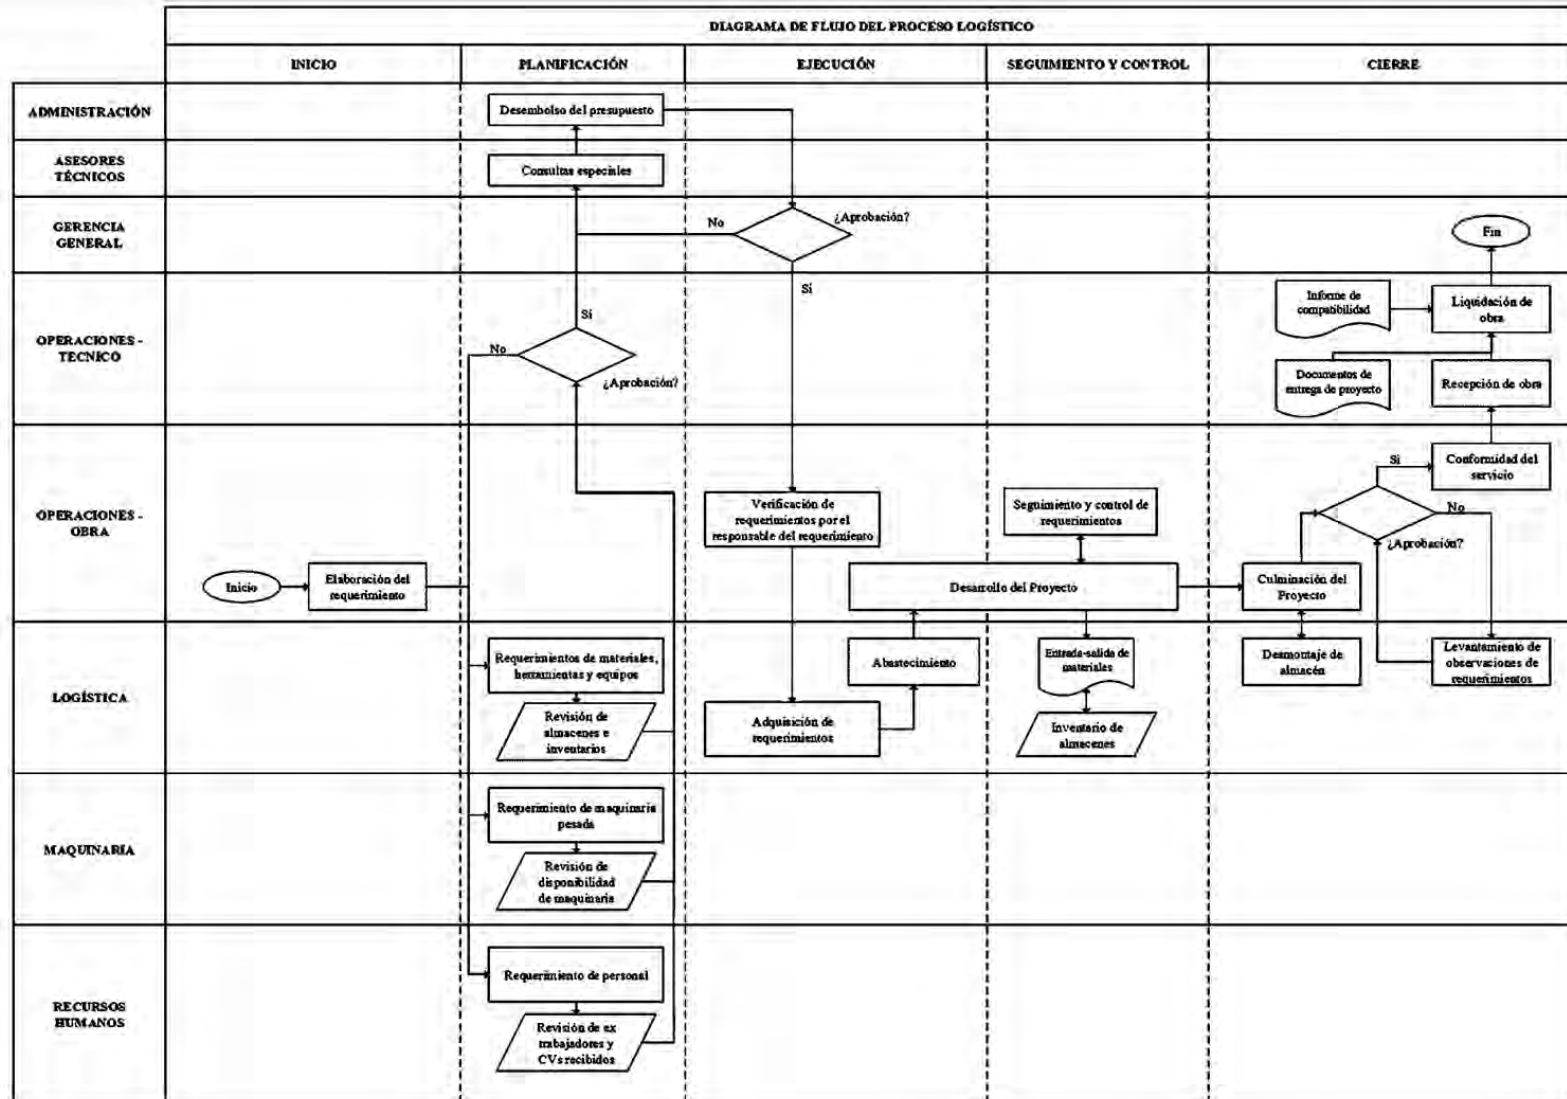 DIAGRAMA DE FLUJO DEL PROCESO LOGÍSTICO
INICIO
PLANIFICACIÓN
EJECUCIÓN
SEGUIMIENTO Y CONTROL
CIERRE
ADMINISTRACIÓN
Desembolso del presupuesto
ASESORES
TÉCNICOS
Consultas especiales
GERENCIA
GENERAL
No
¿Aprobación?
Sí
Fin
OPERACIONES -
TECNICO
Sí
No
¿Aprobación?
Informe de
compatibilidad
Liquidación de
obra
Documentos de
entrega de proyecto
Recepción de obra
OPERACIONES -
OBRA
Inicio
Elaboración del
requerimiento
Verificación de
requerimientos por el
responsable del requerimiento
Seguimiento y control de
requerimientos
Desarrollo del Proyecto
Sí
Conformidad del
servicio
No
¿Aprobación?
Culminación del
Proyecto
LOGÍSTICA
Requerimientos de materiales,
herramientas y equipos
Revisión de
almacenes e
inventarios
Abastecimiento
Adquisición de
requerimientos
Entrada-salida de
materiales
Inventario de
almacenes
Desmontaje de
almacén
Levantamiento de
observaciones de
requerimientos
MAQUINARIA
Requerimiento de maquinaria
pesada
Revisión de
disponibilidad
de maquinaria
RECURSOS
HUMANOS
Requerimiento de personal
Revisión de ex
trabajadores y
CVs recibidos